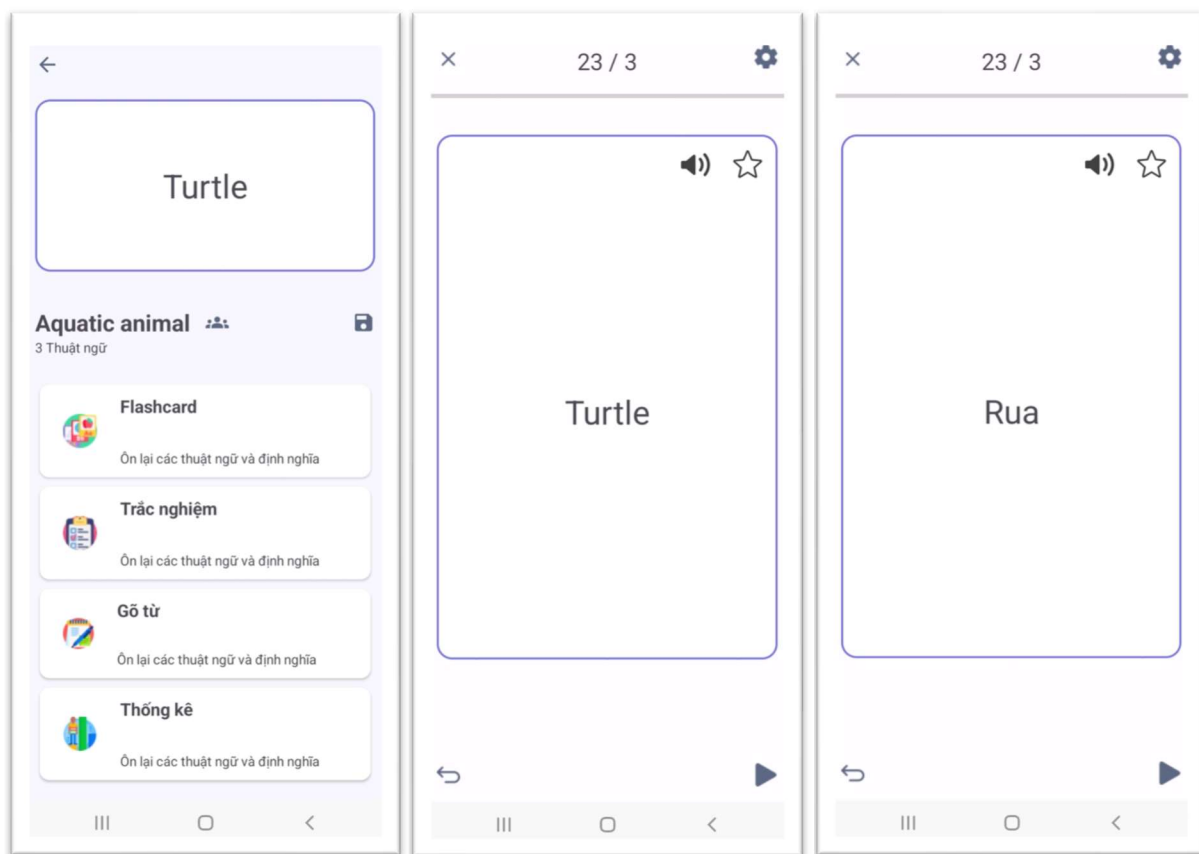 Turtle
Aquatic animal
3 Thuật ngữ
Flashcard
Ôn lại các thuật ngữ và định nghĩa
Trắc nghiệm
Ôn lại các thuật ngữ và định nghĩa
Gõ từ
Ôn lại các thuật ngữ và định nghĩa
Thống kê
Ôn lại các thuật ngữ và định nghĩa
23 / 3
Turtle
23 / 3
Rua